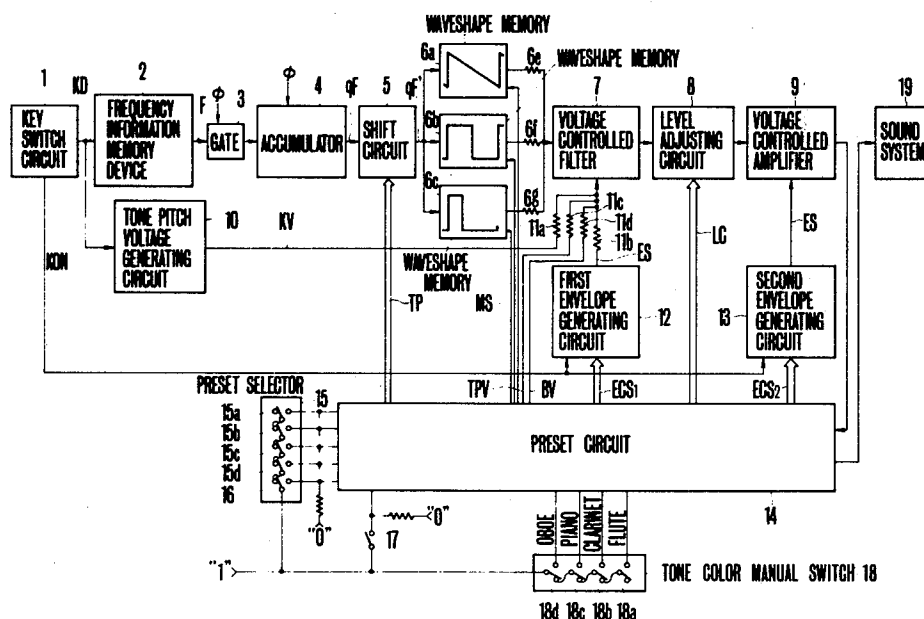 WAVESHAPE MEMORY
1 KD 2 F φ 3 φ 4 qF 5 qF' 6a 6e WAVESHAPE MEMORY 7 8 9 19
KEY SWITCH CIRCUIT
FREQUENCY INFORMATION MEMORY DEVICE
GATE
ACCUMULATOR
SHIFT CIRCUIT
6b 6f
6c 6g
VOLTAGE CONTROLLED FILTER
LEVEL ADJUSTING CIRCUIT
VOLTAGE CONTROLLED AMPLIFIER
SOUND SYSTEM
KON
TONE PITCH VOLTAGE GENERATING CIRCUIT
10 KV
11a 11c 11d 11b
ES LC ES
WAVESHAPE MEMORY
TP MS
FIRST ENVELOPE GENERATING CIRCUIT
12
13
SECOND ENVELOPE GENERATING CIRCUIT
TPV BV ECS1 ECS2
PRESET SELECTOR
15a
15b
15c
15d
16
15
PRESET CIRCUIT
14
"0"
"0"
17
"1"
OBOE
PIANO
CLARINET
FLUTE
TONE COLOR MANUAL SWITCH 18
18d 18c 18b 18a